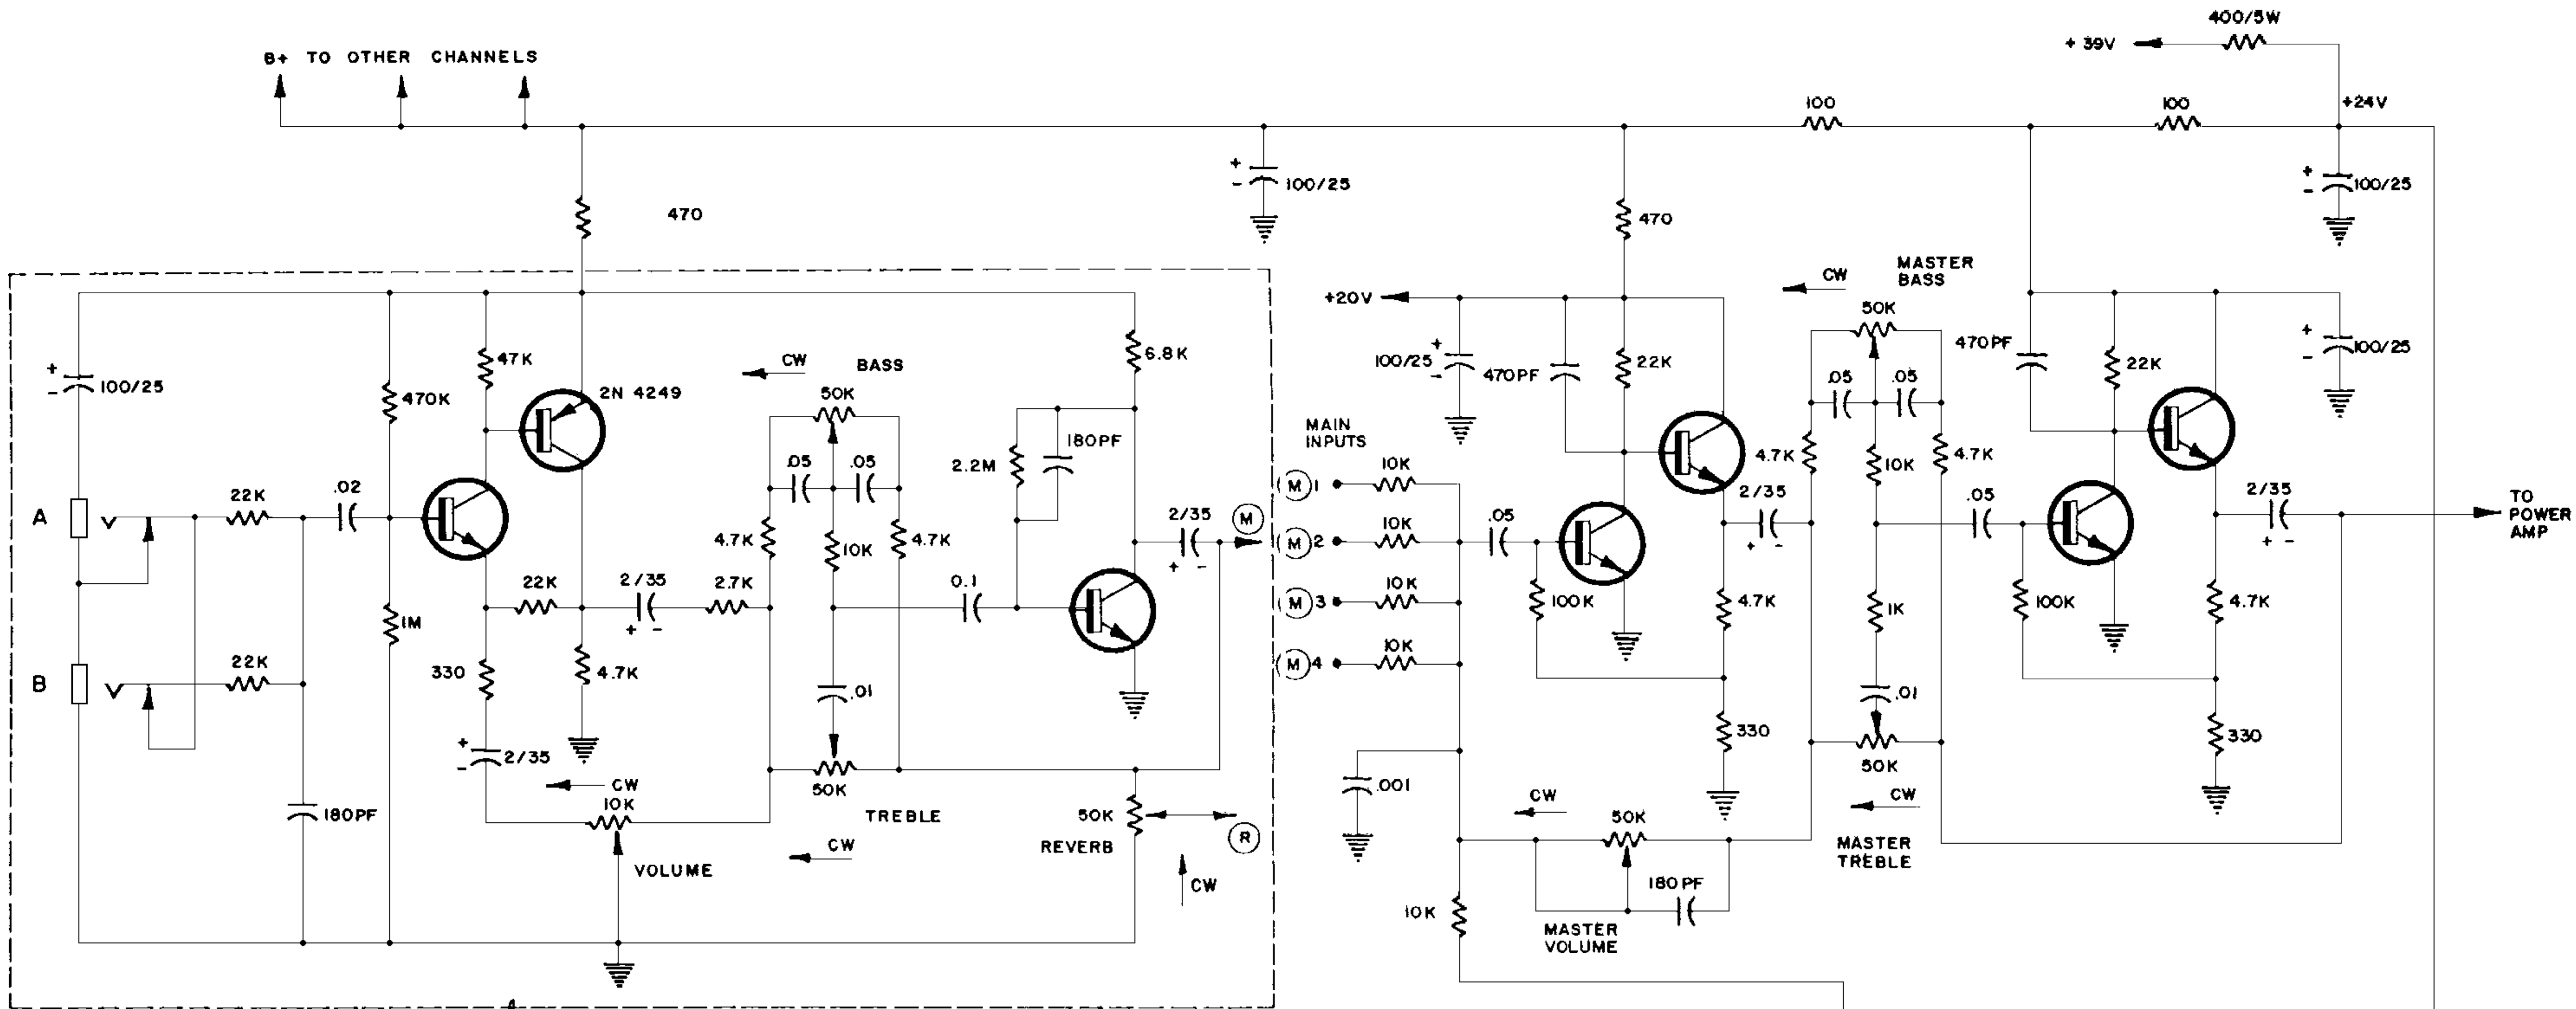 400/5W
+ 39V
B+ TO OTHER CHANNELS
100
100
+24V
+
-
100/25
+
-
100/25
470
470
MASTER
BASS
CW
+20V
50K
+
-
100/25
47K
470K
2N 4249
CW
BASS
50K
6.8K
180PF
2.2M
.05
.05
+
-
100/25
470PF
22K
.05
.05
470PF
22K
+
-
100/25
MAIN
INPUTS
10K
M 1
4.7K
10K
4.7K
A
22K
.02
4.7K
10K
4.7K
2/35
M
+ -
10K
M 2
.05
2/35
+ -
.05
2/35
+ -
TO
POWER
AMP
22K
2/35
+ -
2.7K
0.1
10K
M 3
100K
4.7K
1K
100K
4.7K
1M
B
22K
330
4.7K
.01
10K
M 4
.01
330
330
+
-
2/35
CW
10K
50K
TREBLE
50K
REVERB
R
.001
CW
50K
50K
CW
180PF
VOLUME
CW
CW
MASTER
TREBLE
180PF
10K
MASTER
VOLUME